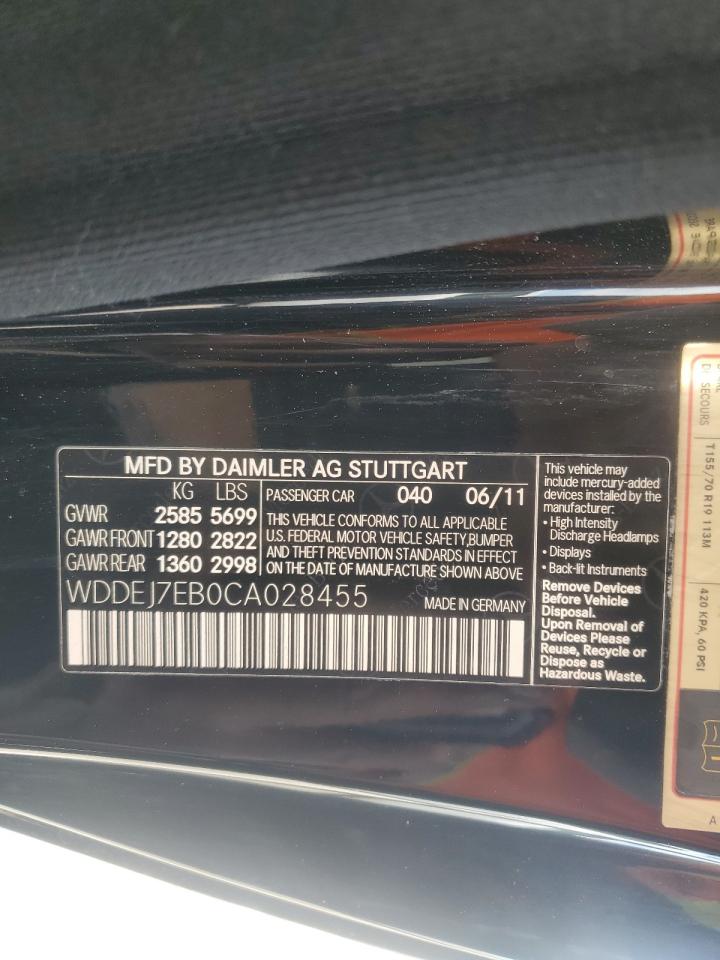 MFD BY DAIMLER AG STUTTGART
KG LBS
GVWR 2585 5699
GAWR FRONT 1280 2822
GAWR REAR 1360 2998
PASSENGER CAR 040 06/11
THIS VEHICLE CONFORMS TO ALL APPLICABLE
U.S. FEDERAL MOTOR VEHICLE SAFETY,BUMPER
AND THEFT PREVENTION STANDARDS IN EFFECT
ON THE DATE OF MANUFACTURE SHOWN ABOVE
WDDEJ7EB0CA028455
MADE IN GERMANY
This vehicle may
include mercury-added
devices installed by the
manufacturer:
• High Intensity
Discharge Headlamps
• Displays
• Back-lit Instruments
Remove Devices
Before Vehicle
Disposal.
Upon Removal of
Devices Please
Reuse, Recycle or
Dispose as
Hazardous Waste.
DE SECOURS
T155/70 R19 113M
420 KPA, 60 PSI